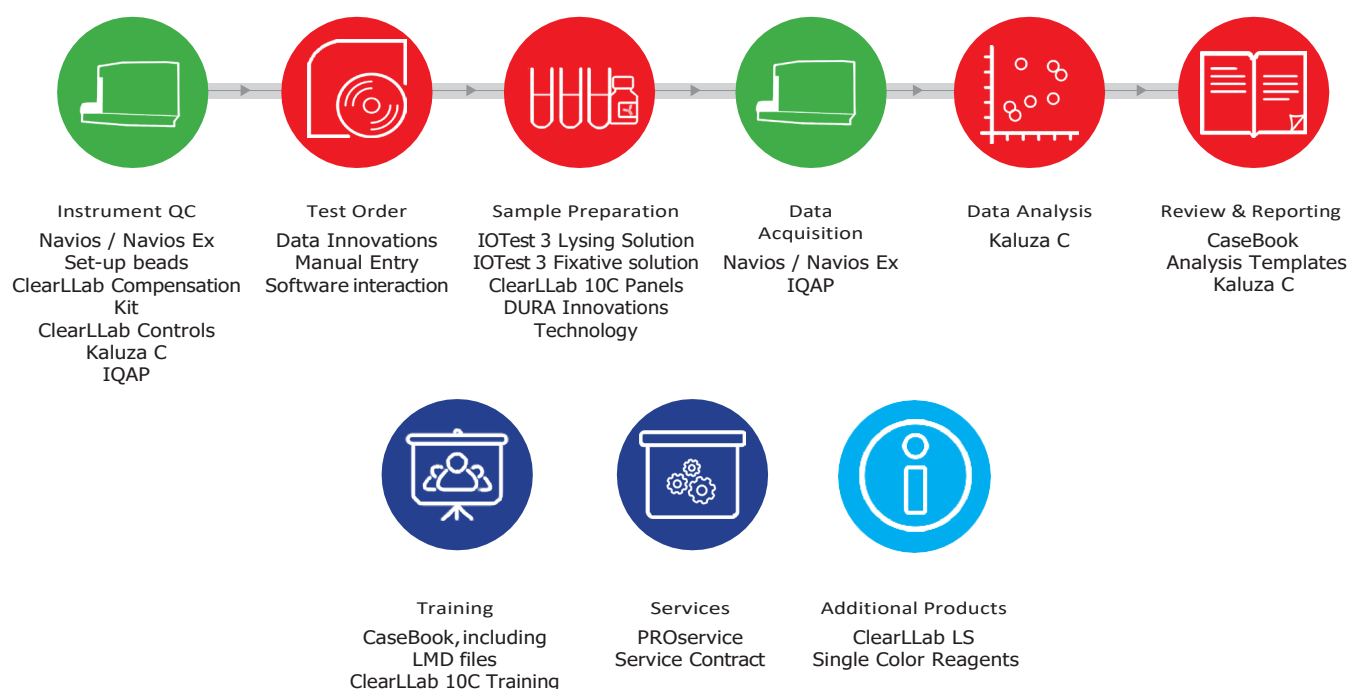 Instrument QC
Navios / Navios Ex
Set-up beads
ClearLLab Compensation
Kit
ClearLLab Controls
Kaluza C
IQAP
Test Order
Data Innovations
Manual Entry
Software interaction
Sample Preparation
IOTest 3 Lysing Solution
IOTest 3 Fixative solution
ClearLLab 10C Panels
DURA Innovations
Technology
Data
Acquisition
Navios / Navios Ex
IQAP
Data Analysis
Kaluza C
Review & Reporting
CaseBook
Analysis Templates
Kaluza C
Training
CaseBook, including
LMD files
ClearLLab 10C Training
Services
PROservice
Service Contract
Additional Products
ClearLLab LS
Single Color Reagents